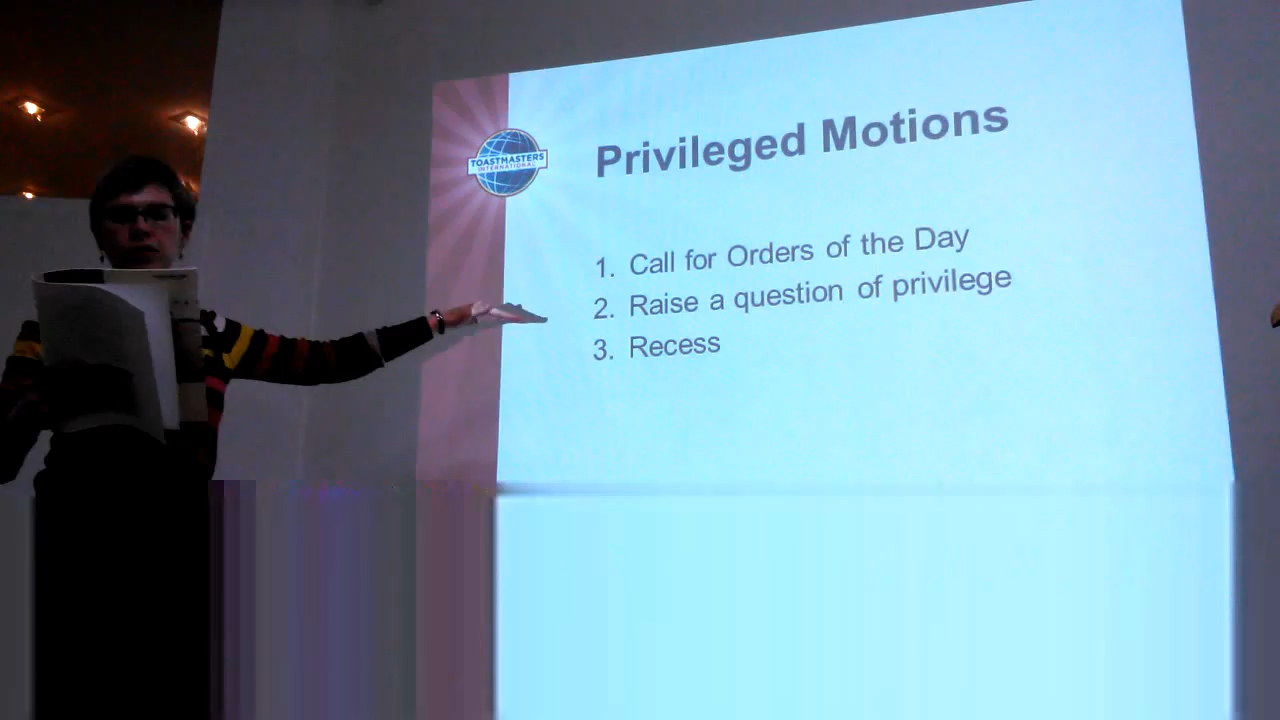 TOASTMASTERS
INTERNATIONAL
Privileged Motions
1. Call for Orders of the Day
2. Raise a question of privilege
3. Recess